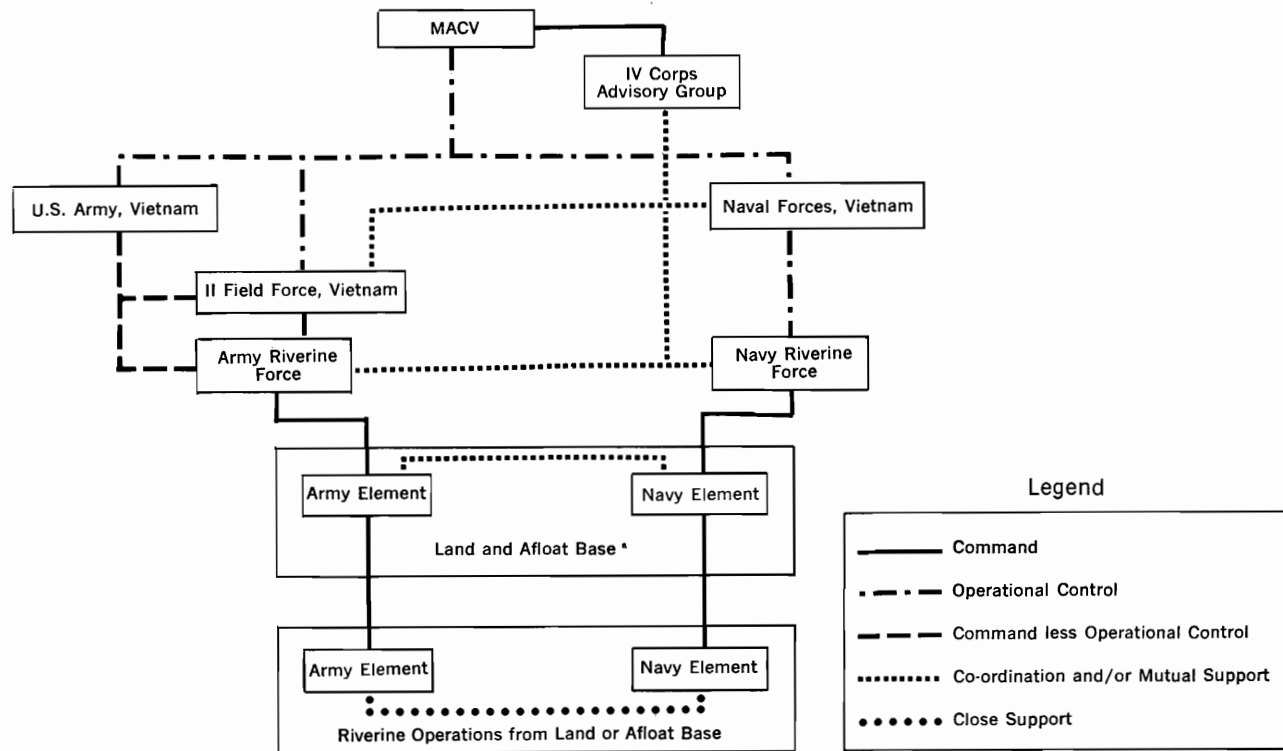 MACV
IV Corps
Advisory Group
U.S. Army, Vietnam
Naval Forces, Vietnam
II Field Force, Vietnam
Army Riverine
Force
Navy Riverine
Force
Army Element
Navy Element
Land and Afloat Base
Army Element
Navy Element
Riverine Operations from Land or Afloat Base
Legend
Command
Operational Control
Command less Operational Control
Co-ordination and/or Mutual Support
Close Support